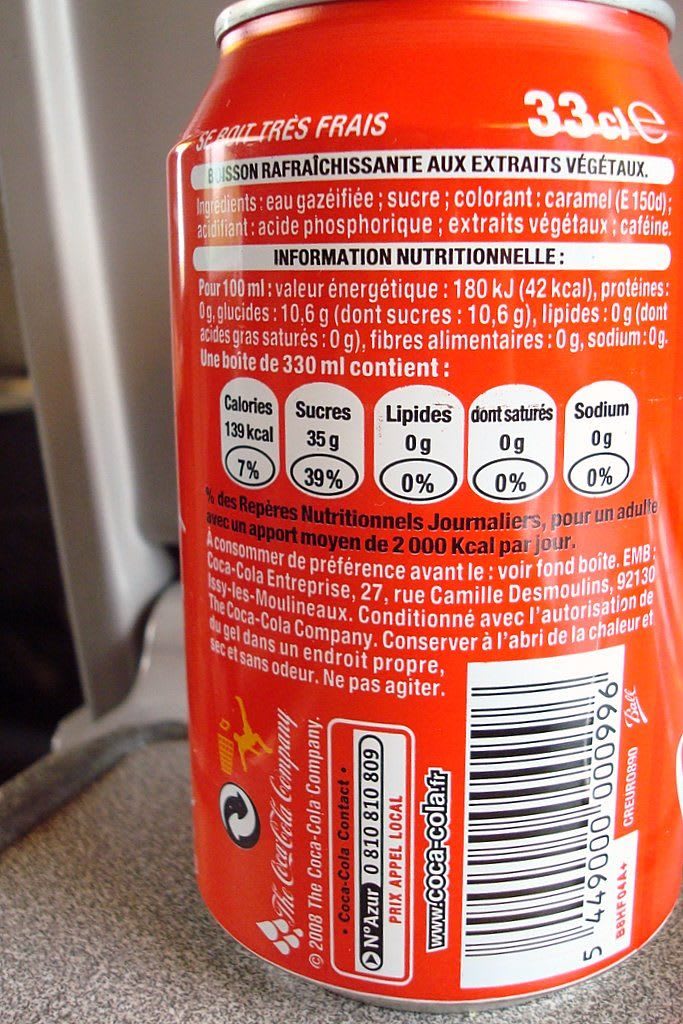 SE BOIT TRÈS FRAIS
33 cl e
BOISSON RAFRAÎCHISSANTE AUX EXTRAITS VÉGÉTAUX.
Ingrédients : eau gazéifiée ; sucre ; colorant : caramel (E 150d) ;
acidifiant : acide phosphorique ; extraits végétaux ; caféine.
INFORMATION NUTRITIONNELLE :
Pour 100 ml : valeur énergétique : 180 kJ (42 kcal), protéines :
0 g, glucides : 10,6 g (dont sucres : 10,6 g), lipides : 0 g (dont
acides gras saturés : 0 g), fibres alimentaires : 0 g, sodium : 0 g.
Une boîte de 330 ml contient :
Calories Sucres Lipides dont saturés Sodium
139 kcal 35 g 0 g 0 g 0 g
7% 39% 0% 0% 0%
% des Repères Nutritionnels Journaliers, pour un adulte
avec un apport moyen de 2 000 Kcal par jour.
A consommer de préférence avant le : voir fond boîte. EMB :
Coca-Cola Entreprise, 27, rue Camille Desmoulins, 92130
Issy-les-Moulineaux. Conditionné avec l'autorisation de
The Coca-Cola Company. Conserver à l'abri de la chaleur et
du gel dans un endroit propre,
sec et sans odeur. Ne pas agiter.
The Coca-Cola Company
© 2008 The Coca-Cola Company.
• Coca-Cola Contact •
N°Azur 0 810 810 809
PRIX APPEL LOCAL
www.coca-cola.fr
5 449000 000996
BBHF04A+
CREURO890
Ball